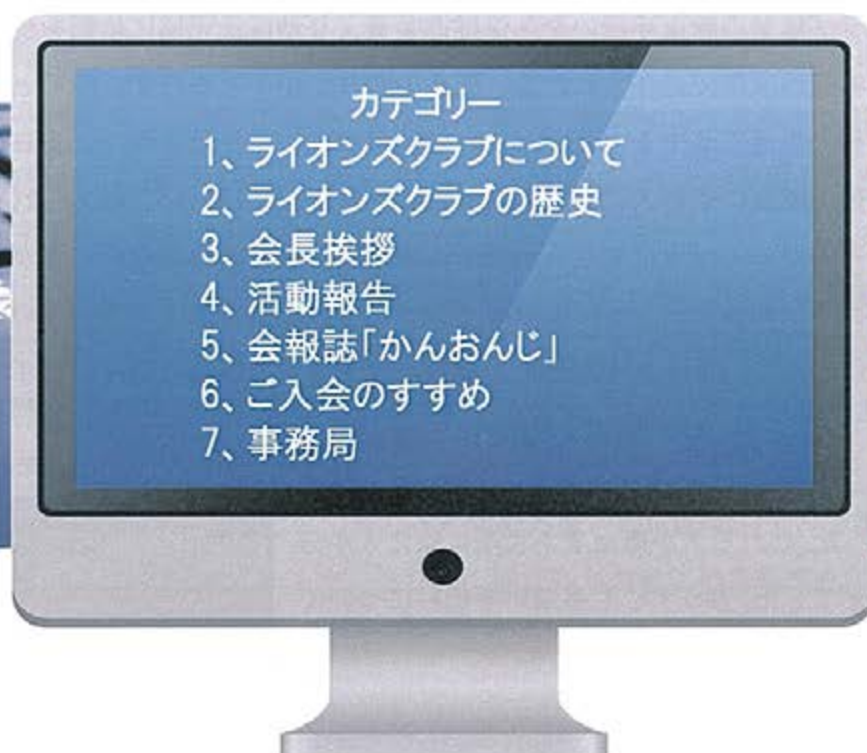 カテゴリー
1、ライオンズクラブについて
2、ライオンズクラブの歴史
3、会長挨拶
4、活動報告
5、会報誌「かんおんじ」
6、ご入会のすすめ
7、事務局